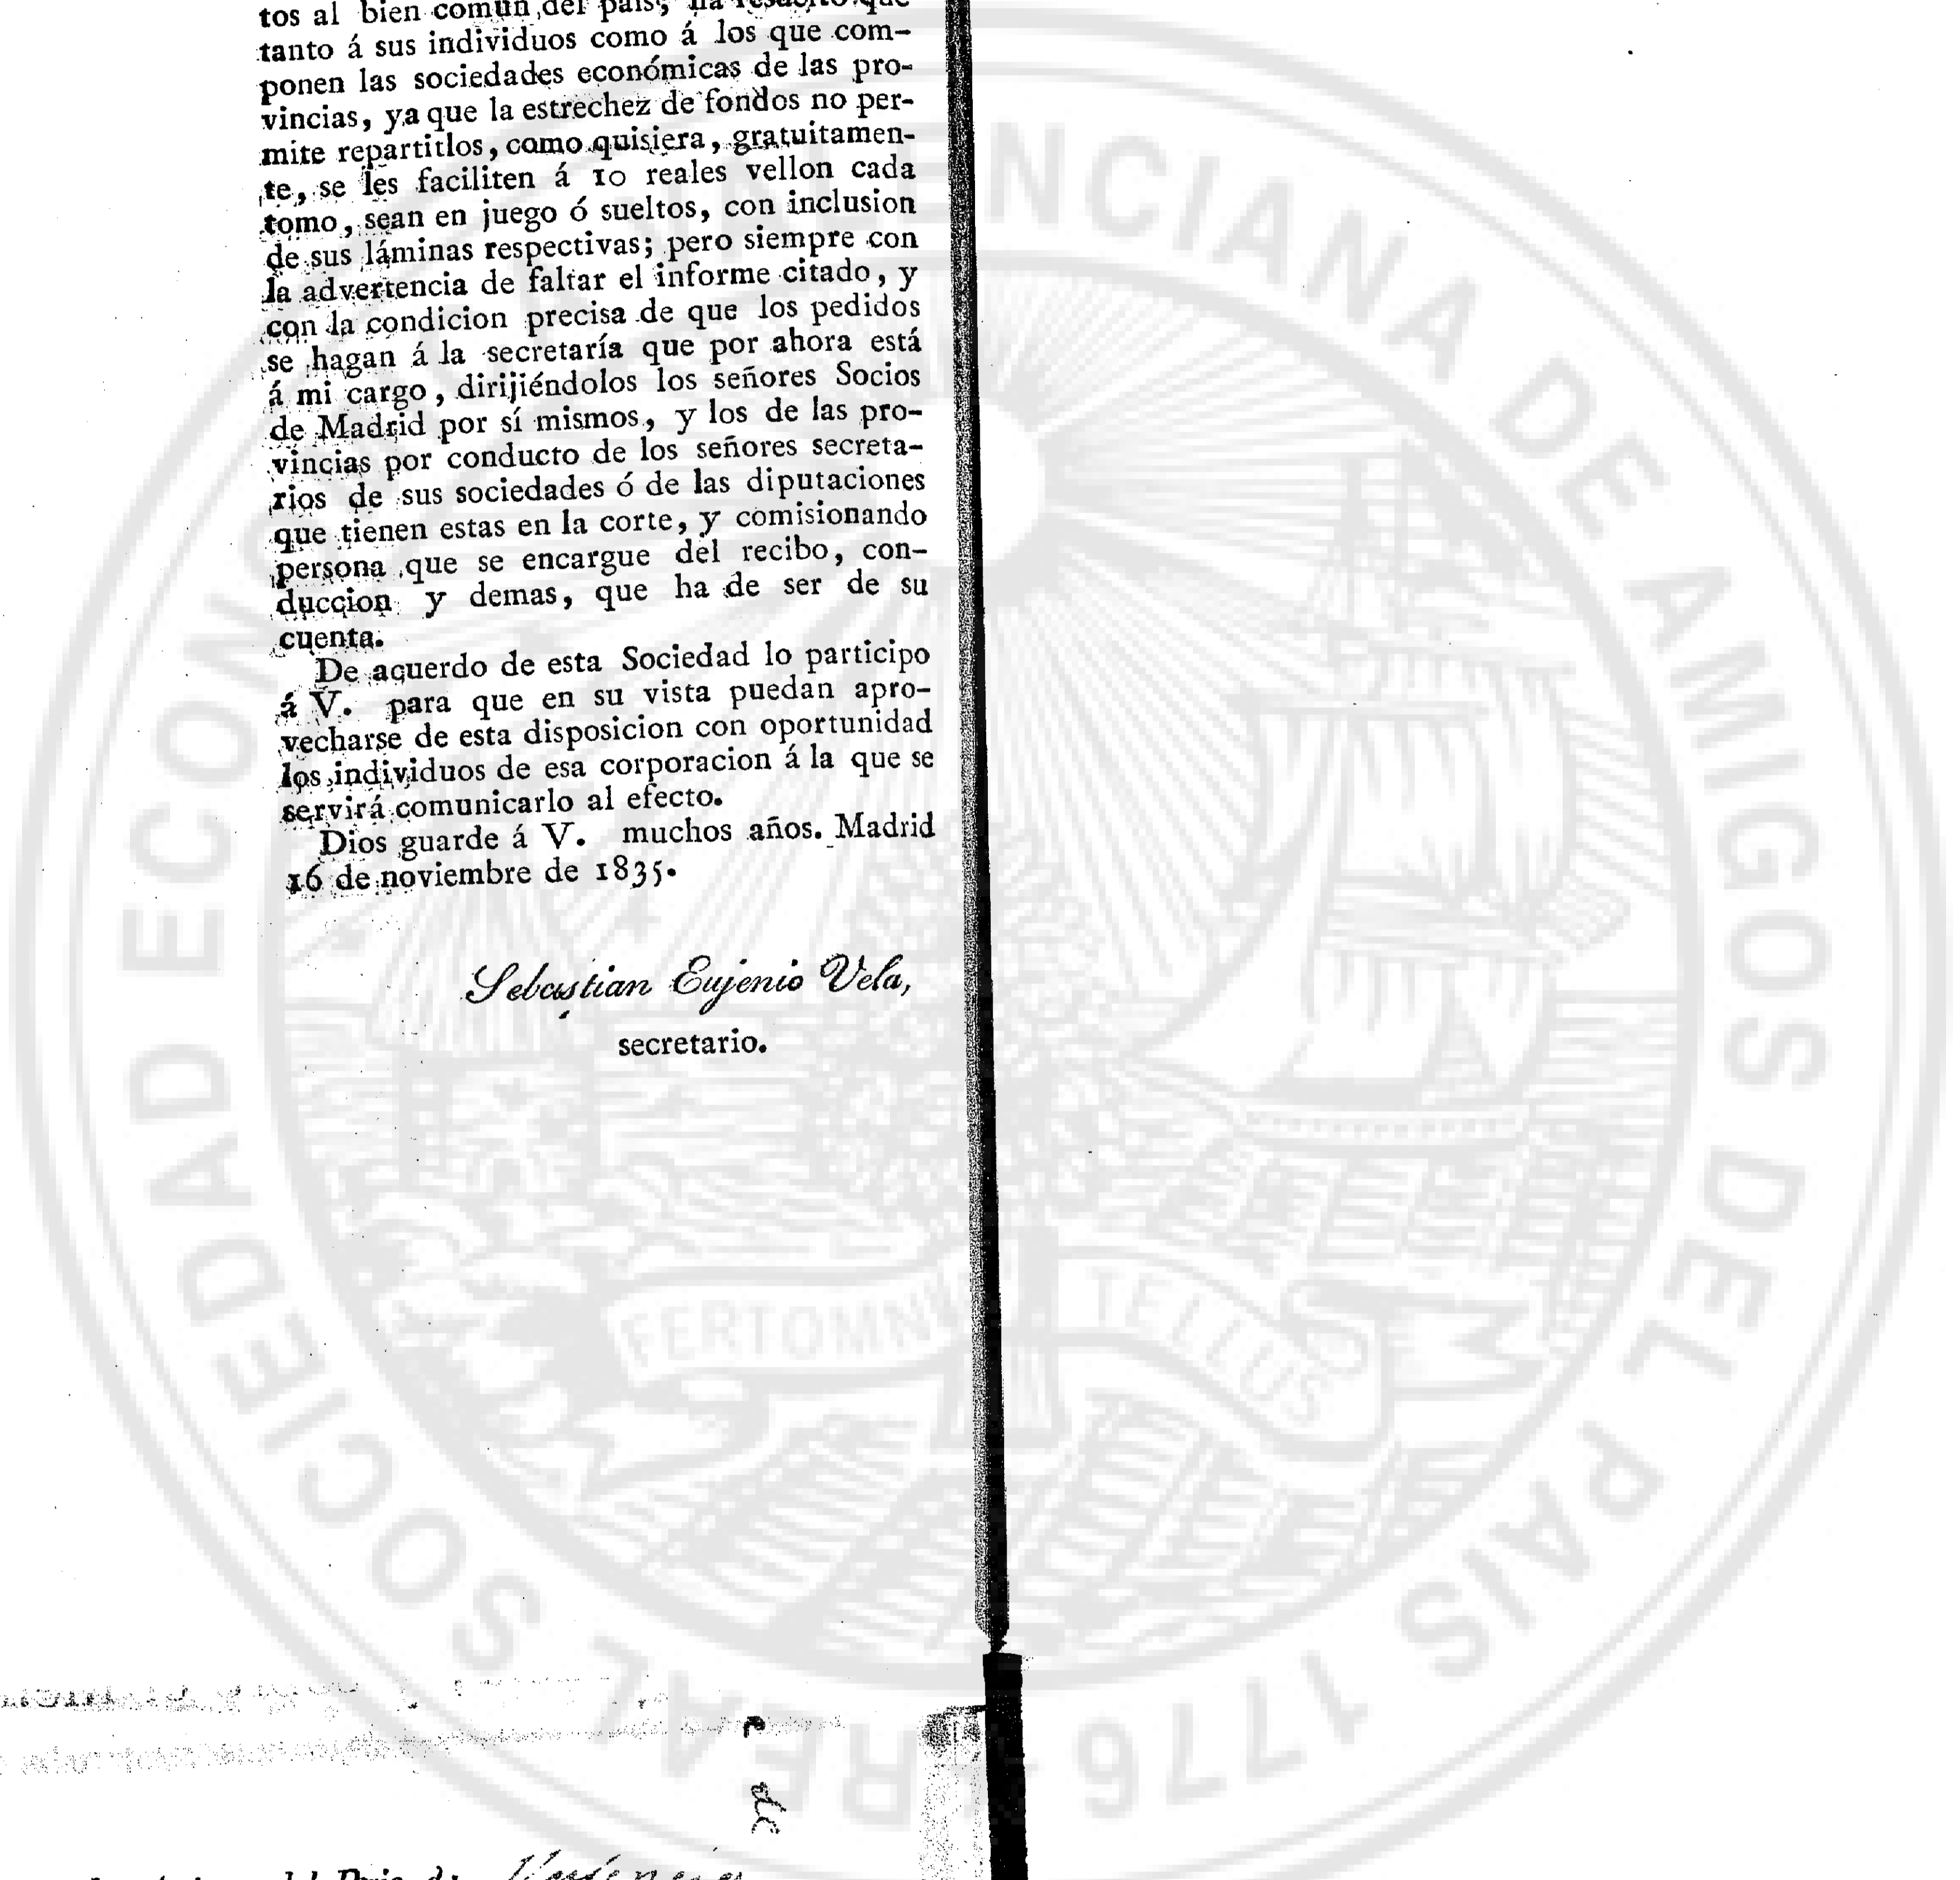 tos al bien comun del pais, ha resuelto que
tanto á sus individuos como á los que com-
ponen las sociedades económicas de las pro-
vincias, ya que la estrechez de fondos no per-
mite repartitlos, como quisiera, gratuitamen-
te, se les faciliten á 10 reales vellon cada
tomo, sean en juego ó sueltos, con inclusion
de sus láminas respectivas; pero siempre con
la advertencia de faltar el informe citado, y
con la condicion precisa de que los pedidos
se hagan á la secretaría que por ahora está
á mi cargo, dirijiéndolos los señores Socios
de Madrid por sí mismos, y los de las pro-
vincias por conducto de los señores secreta-
rios de sus sociedades ó de las diputaciones
que tienen estas en la corte, y comisionando
persona que se encargue del recibo, con-
duccion y demas, que ha de ser de su
cuenta.
De acuerdo de esta Sociedad lo participo
á V. para que en su vista puedan apro-
vecharse de esta disposicion con oportunidad
los individuos de esa corporacion á la que se
servirá comunicarlo al efecto.
Dios guarde á V. muchos años. Madrid
16 de noviembre de 1835.
Sebastian Eujenio Vela,
secretario.
REAL SOCIEDAD ECONÓ NCIANA DE AMIGOS DEL PAIS 1776
FERT OMN TELLUS
de